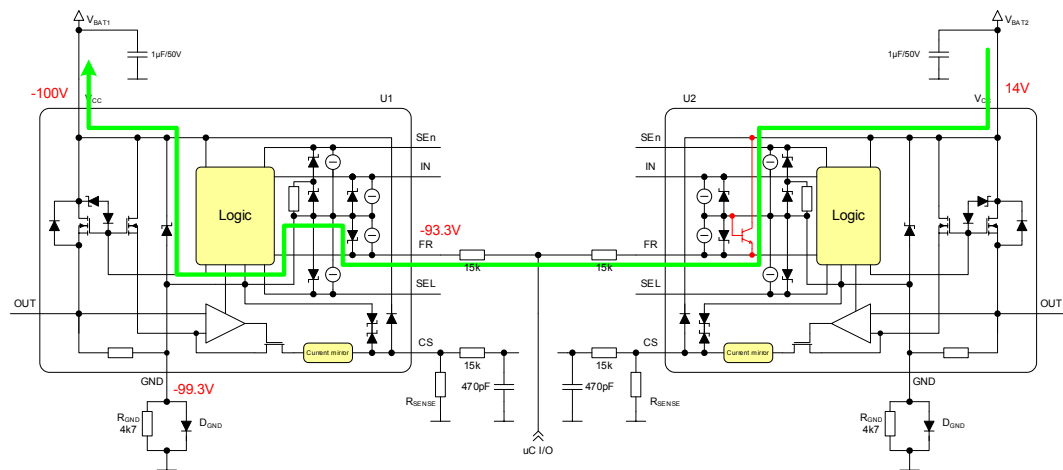 VBAT1
1µF/50V
-100V
VCC
U1
SEn
IN
Logic
-93.3V
FR
15k
SEL
OUT
Current mirror
CS
15k
470pF
RSENSE
GND
-99.3V
RGND
4k7
DGND
uC I/O
VBAT2
1µF/50V
14V
U2
SEn
IN
Logic
15k
FR
SEL
OUT
Current mirror
CS
15k
470pF
RSENSE
GND
RGND
4k7
DGND